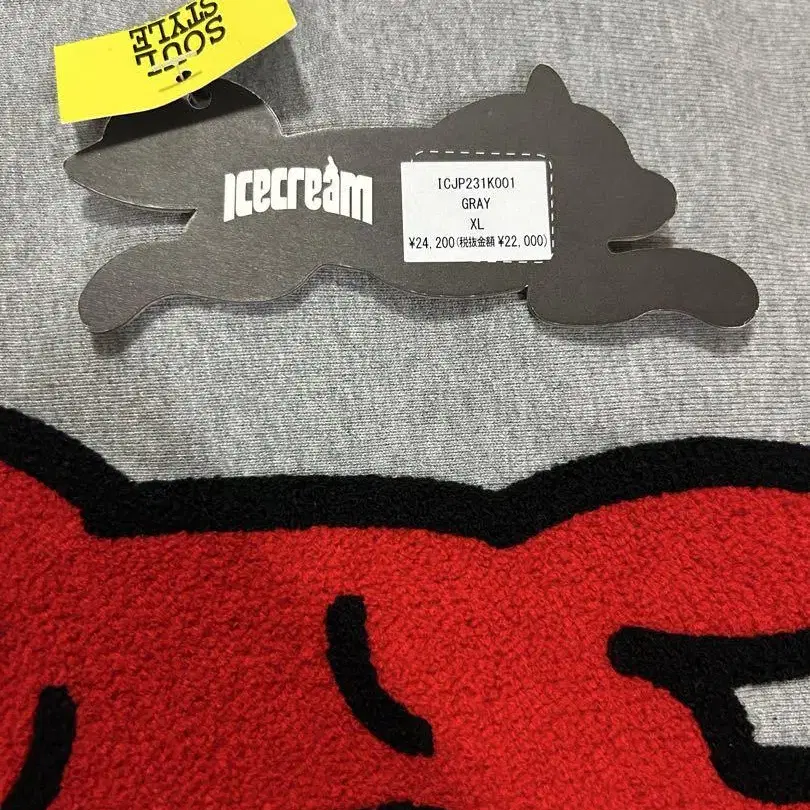 SOUL
STYLE
ICECREAM
ICJP231K001
GRAY
XL
¥24,200(税抜金額 ¥22,000)